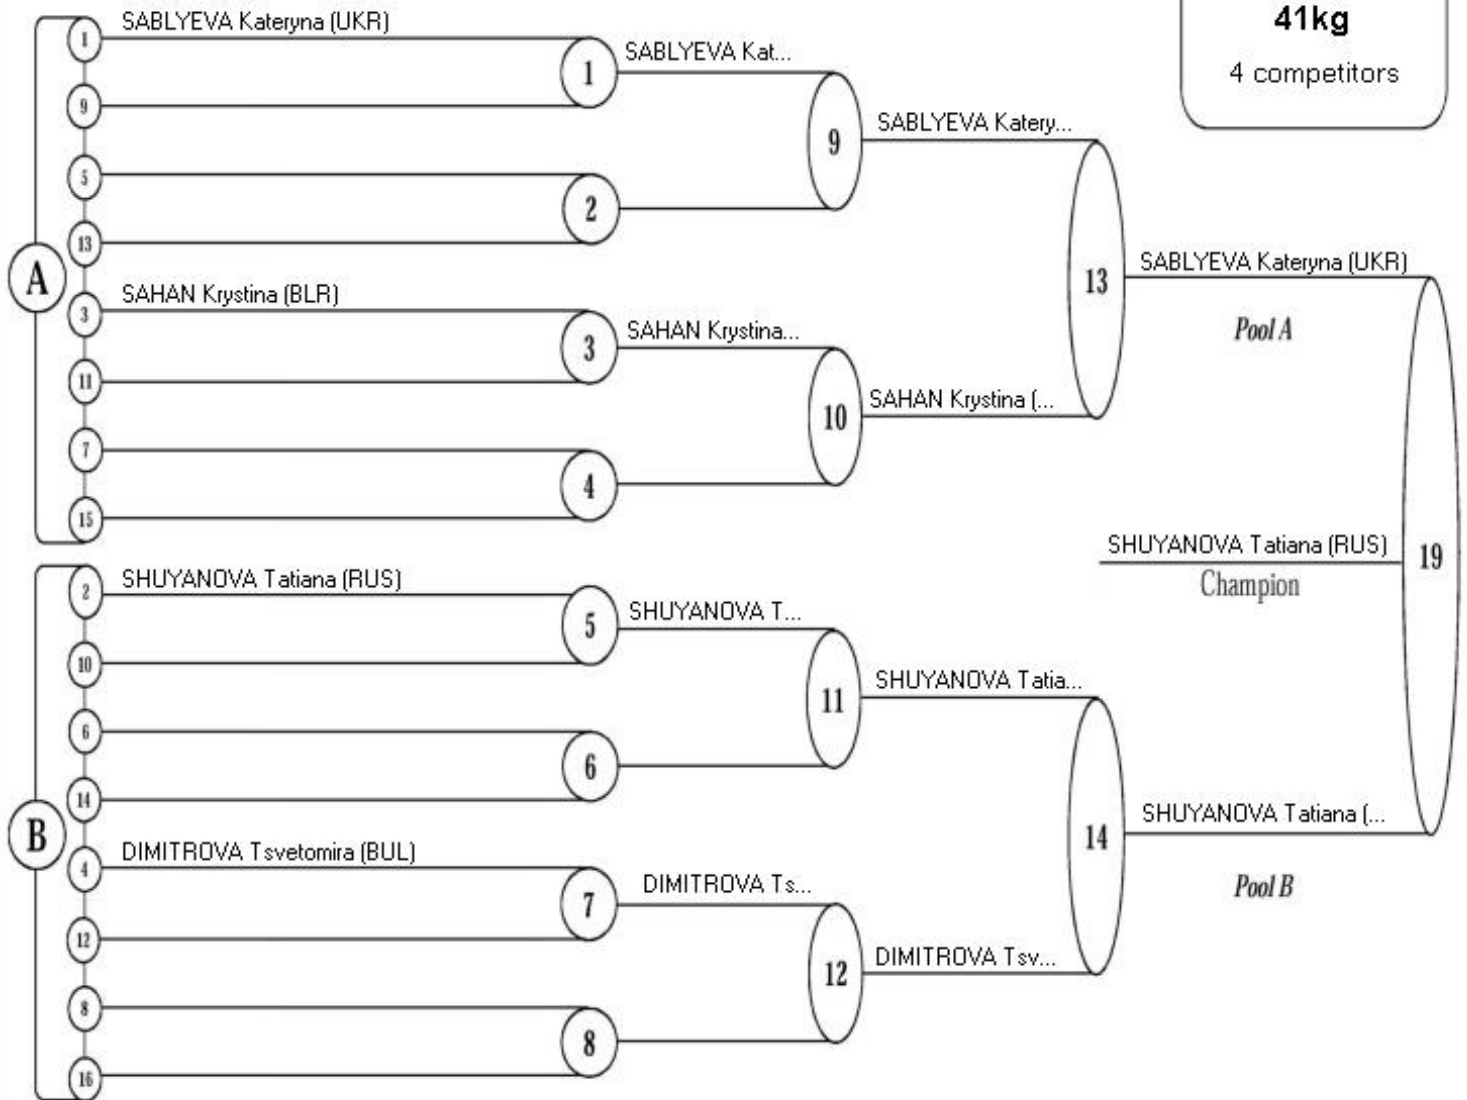 41kg
4 competitors
A
1
SABLYEVA Kateryna (UKR)
9
5
13
3
SAHAN Krystina (BLR)
11
7
15
B
2
SHUYANOVA Tatiana (RUS)
10
6
14
4
DIMITROVA Tsvetomira (BUL)
12
8
16
1
2
3
4
5
6
7
8
SABLYEVA Kat...
SAHAN Krystina...
SHUYANOVA T...
DIMITROVA Ts...
9
10
11
12
SABLYEVA Katery...
SAHAN Krystina (...
SHUYANOVA Tatia...
DIMITROVA Tsv...
13
14
SABLYEVA Kateryna (UKR)
Pool A
SHUYANOVA Tatiana (RUS)
Champion
SHUYANOVA Tatiana (...
Pool B
19